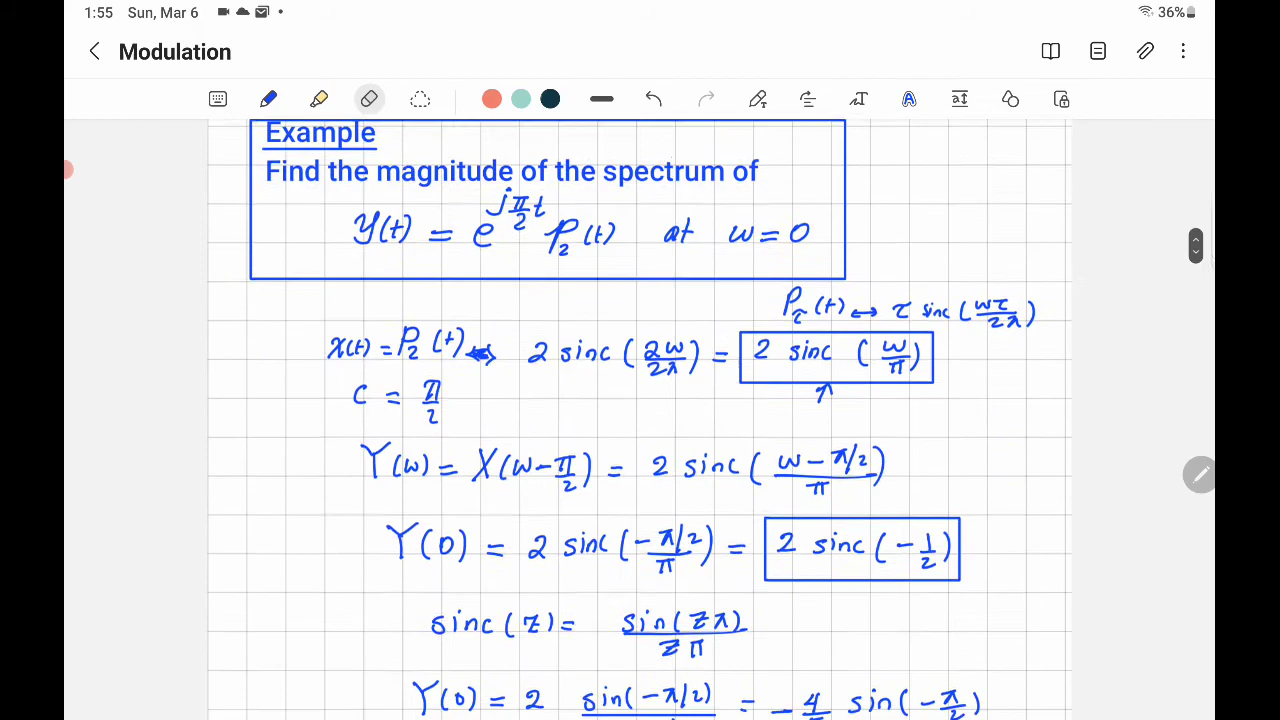 1:55 Sun, Mar 6
36%
Modulation
Example
Find the magnitude of the spectrum of
y(t) = e^{jπ/2 t} p₂(t) at ω = 0
P_τ(t) ↔ τ sinc(ωτ/2π)
x(t) = P₂(t) ↔ 2 sinc(2ω/2π) = 2 sinc(ω/π)
↑
C = π/2
Y(ω) = X(ω-π/2) = 2 sinc(ω-π/2/π)
Y(0) = 2 sinc(-π/2/π) = 2 sinc(-1/2)
sinc(z) = sin(zπ)/zπ
Y(0) = 2 sin(-π/2) = -4 sin(-π/2)